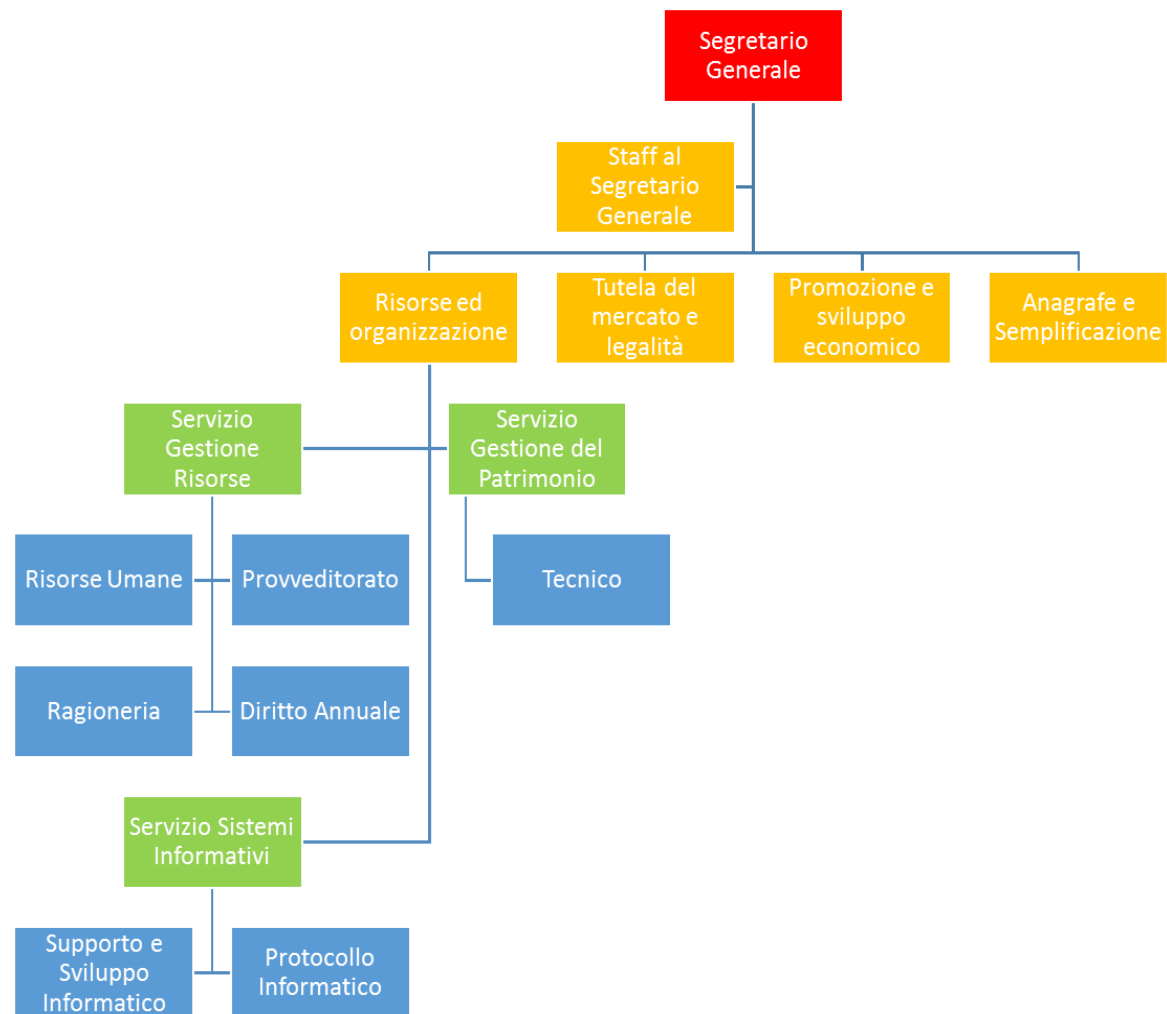 Segretario
Generale
Staff al
Segretario
Generale
Risorse ed
organizzazione
Tutela del
mercato e
legalità
Promozione e
sviluppo
economico
Anagrafe e
Semplificazione
Servizio
Gestione
Risorse
Servizio
Gestione del
Patrimonio
Risorse Umane
Provveditorato
Tecnico
Ragioneria
Diritto Annuale
Servizio Sistemi
Informativi
Supporto e
Sviluppo
Informatico
Protocollo
Informatico